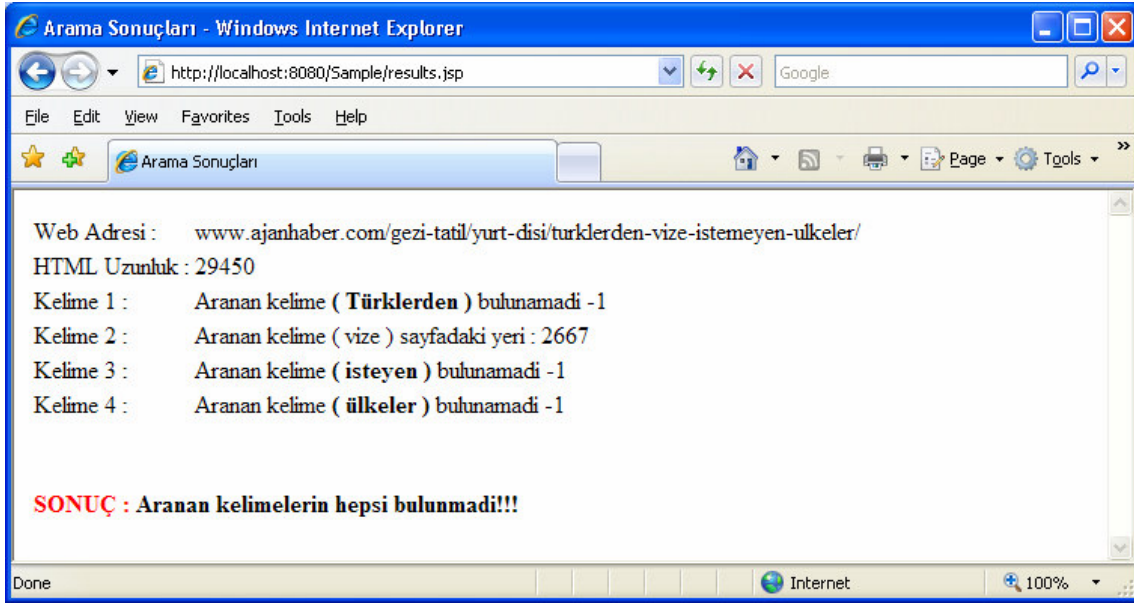 Arama Sonuçları - Windows Internet Explorer
http://localhost:8080/Sample/results.jsp
Google
File Edit View Favorites Tools Help
Arama Sonuçları
Page Tools »
Web Adresi : www.ajanhaber.com/gezi-tatil/yurt-disi/turklerden-vize-istemeyen-ulkeler/
HTML Uzunluk : 29450
Kelime 1 : Aranan kelime ( Türklerden ) bulunamadi -1
Kelime 2 : Aranan kelime ( vize ) sayfadaki yeri : 2667
Kelime 3 : Aranan kelime ( isteyen ) bulunamadi -1
Kelime 4 : Aranan kelime ( ülkeler ) bulunamadi -1
SONUÇ : Aranan kelimelerin hepsi bulunmadi!!!
Done Internet 100%